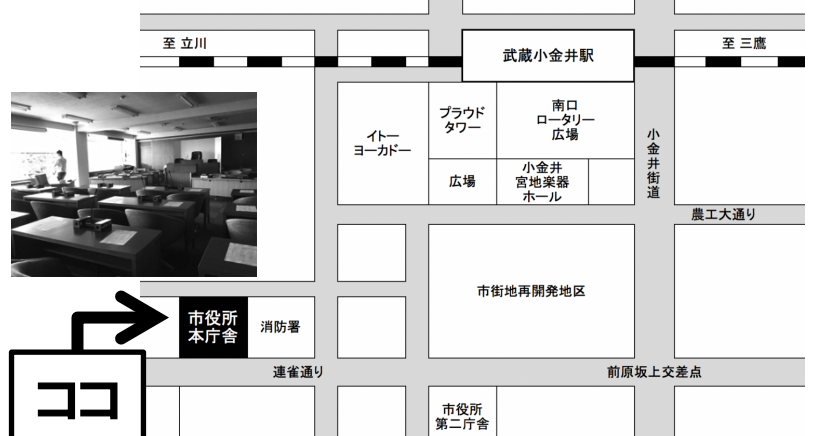 至 立川
武蔵小金井駅
至 三鷹
イトー
ヨーカドー
プラウド
タワー
南口
ロータリー
広場
小金井街道
広場
小金井
宮地楽器
ホール
農工大通り
市街地再開発地区
市役所
本庁舎
消防署
連雀通り
前原坂上交差点
ココ
市役所
第二庁舎